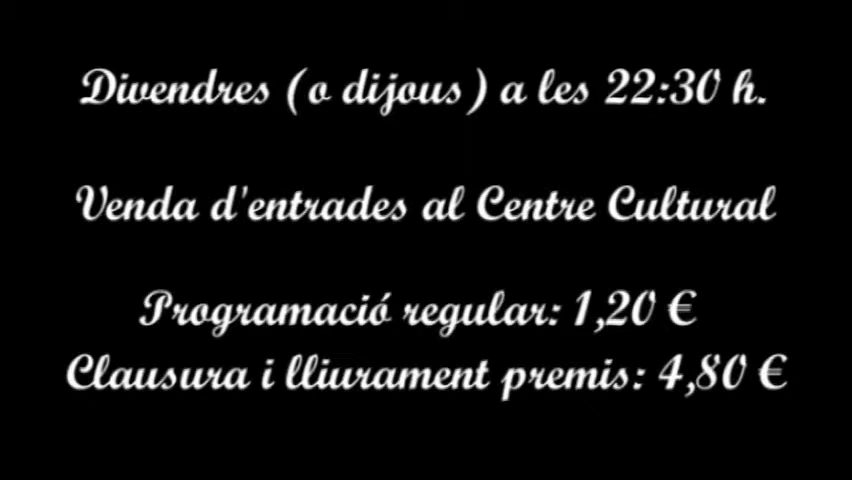 Divendres (o dijous) a les 22:30 h.
Venda d'entrades al Centre Cultural
Programació regular: 1,20 €
Clausura i lliurament premis: 4,80 €